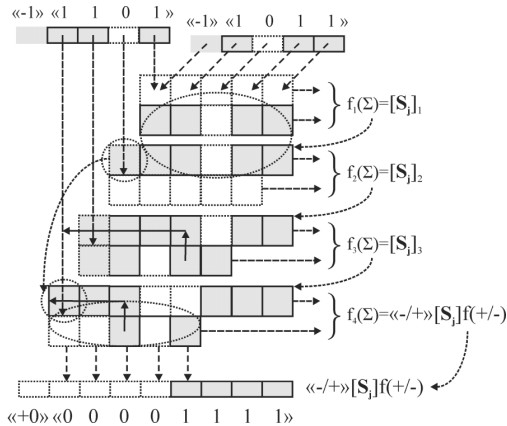 «-1» «1 1 0 1»
«-1» «1 0 1 1»
f₁(Σ)=[Sⱼ]₁
f₂(Σ)=[Sⱼ]₂
f₃(Σ)=[Sⱼ]₃
f₄(Σ)=«-/+»[Sⱼ]f(+/-)
«-/+»[Sⱼ]f(+/-)
«+0» «0 0 0 0 1 1 1 1»